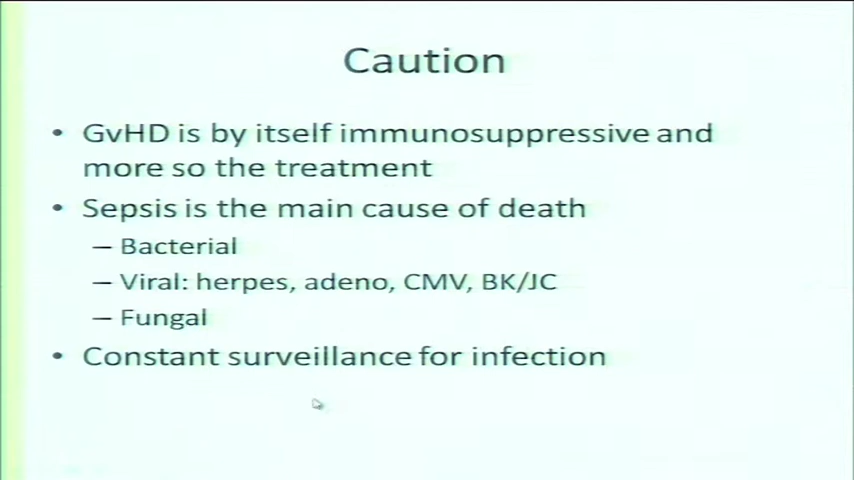 Caution
• GvHD is by itself immunosuppressive and
more so the treatment
• Sepsis is the main cause of death
– Bacterial
– Viral: herpes, adeno, CMV, BK/JC
– Fungal
• Constant surveillance for infection